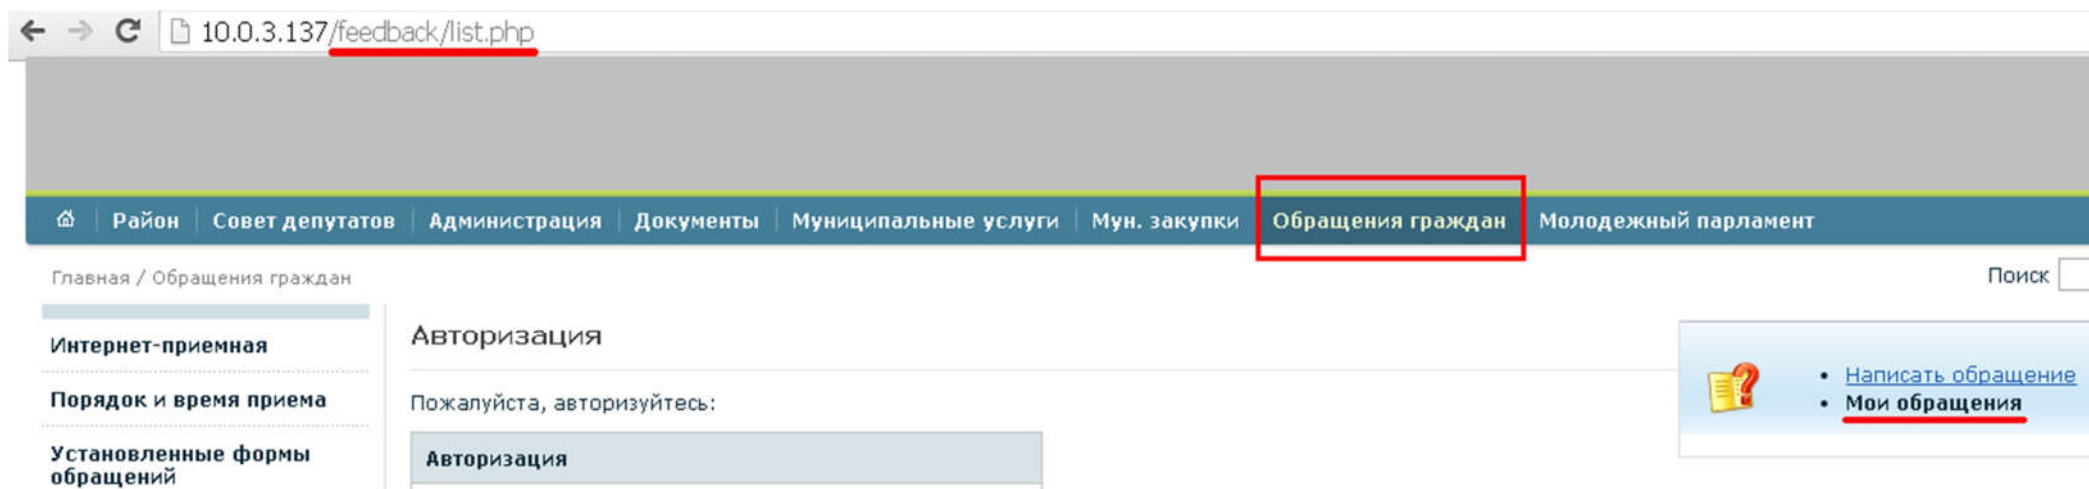 10.0.3.137/feedback/list.php
Район Совет депутатов Администрация Документы Муниципальные услуги Мун. закупки Обращения граждан Молодежный парламент
Главная / Обращения граждан
Поиск
Интернет-приемная
Порядок и время приема
Установленные формы
обращений
Авторизация
Пожалуйста, авторизуйтесь:
Авторизация
Написать обращение
Мои обращения